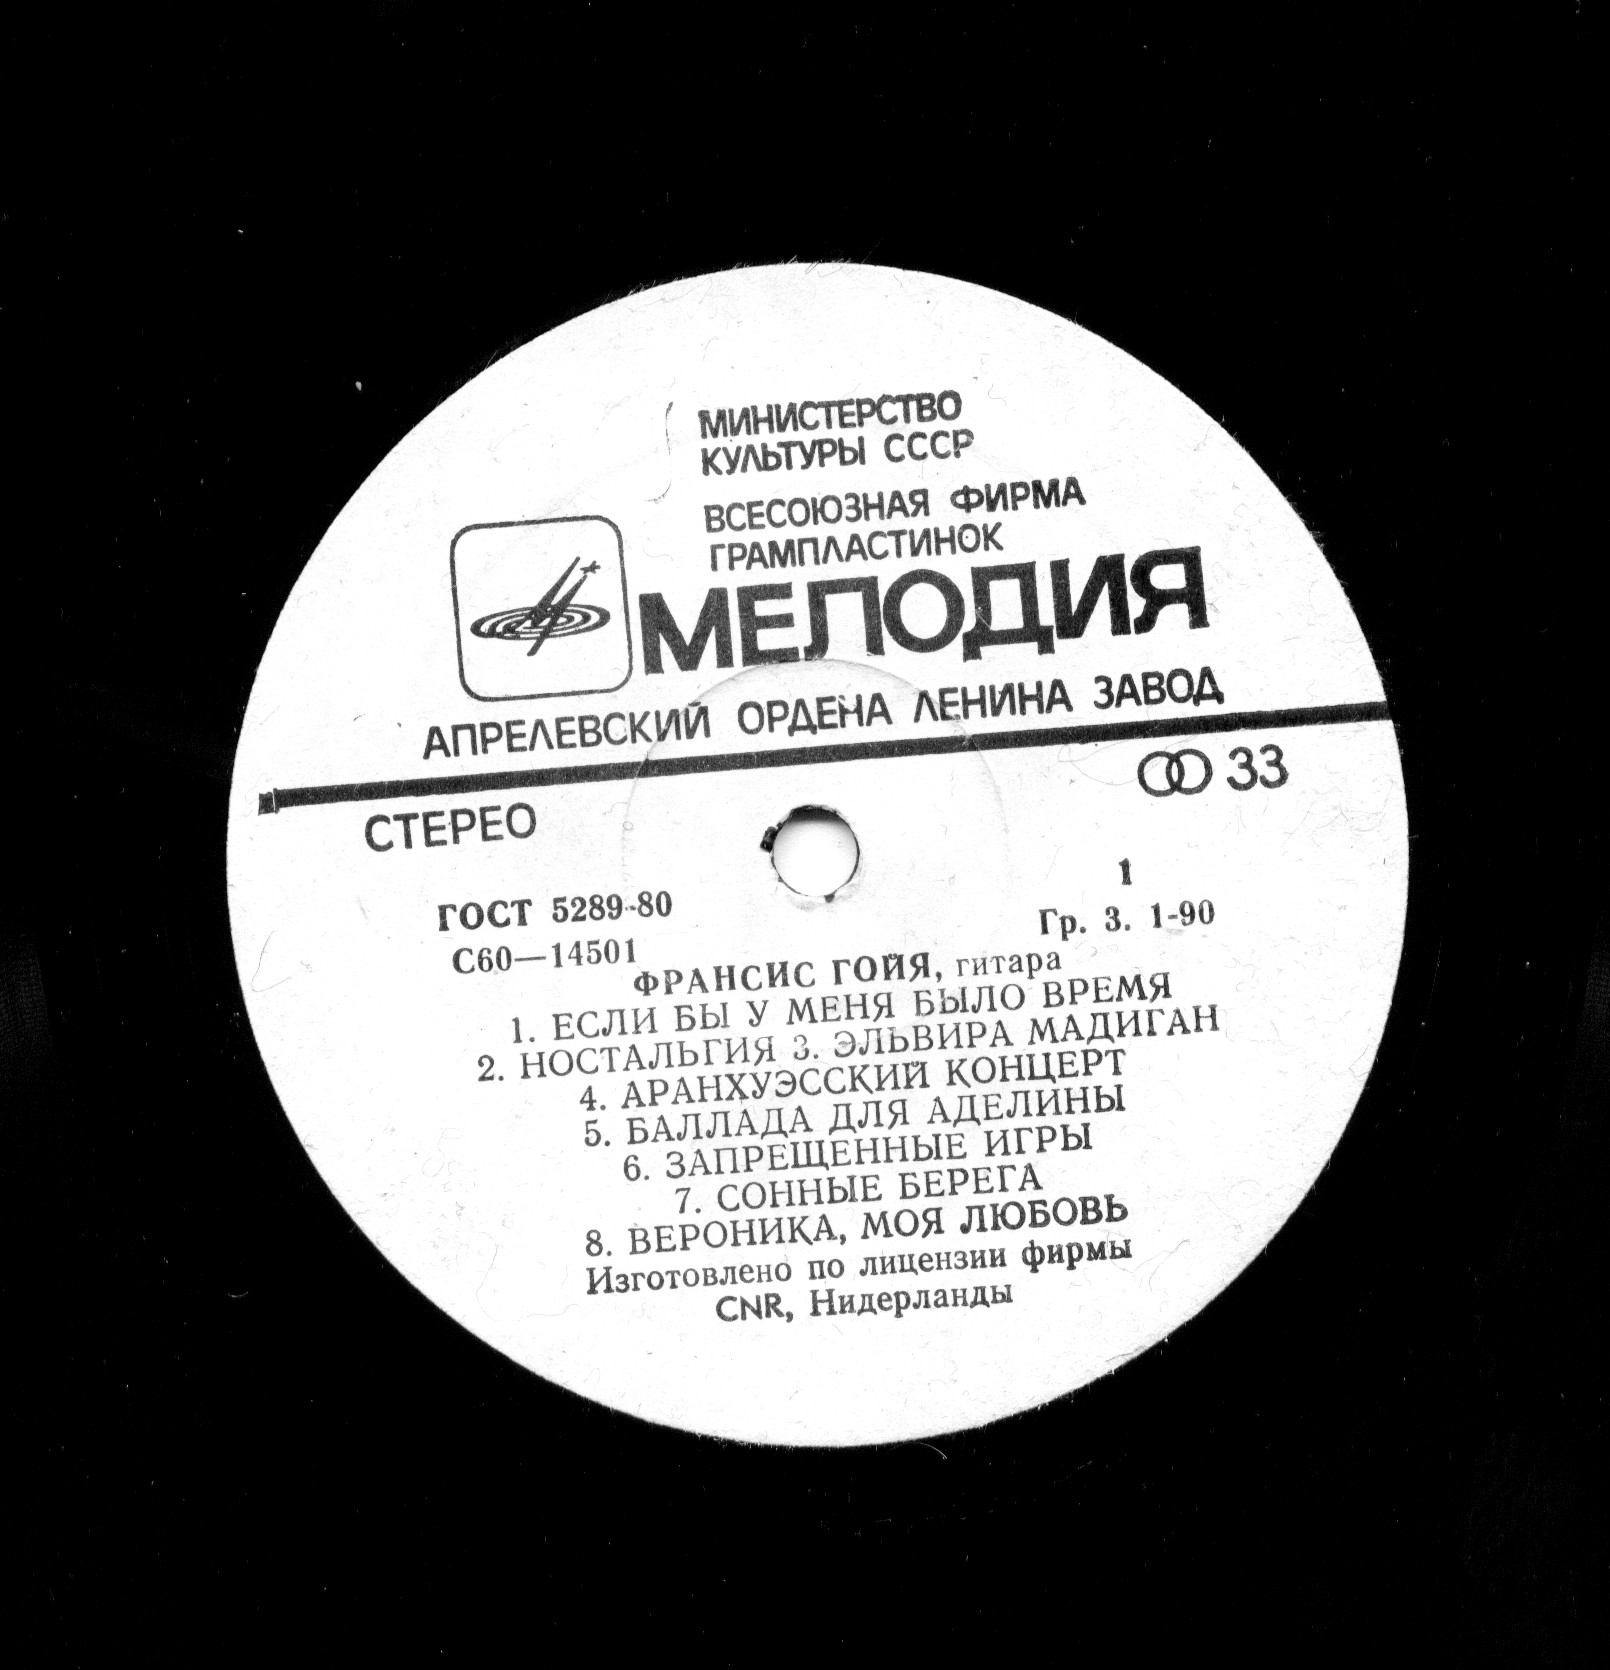 МИНИСТЕРСТВО
КУЛЬТУРЫ СССР
ВСЕСОЮЗНАЯ ФИРМА
ГРАМПЛАСТИНОК
МЕЛОДИЯ
АПРЕЛЕВСКИЙ ОРДЕНА ЛЕНИНА ЗАВОД
СТЕРЕО
33
ГОСТ 5289-80
1
С60—14501
Гр. 3. 1-90
ФРАНСИС ГОЙЯ, гитара
1. ЕСЛИ БЫ У МЕНЯ БЫЛО ВРЕМЯ
2. НОСТАЛЬГИЯ 3. ЭЛЬВИРА МАДИГАН
4. АРАНХУЭССКИЙ КОНЦЕРТ
5. БАЛЛАДА ДЛЯ АДЕЛИНЫ
6. ЗАПРЕЩЕННЫЕ ИГРЫ
7. СОННЫЕ БЕРЕГА
8. ВЕРОНИКА, МОЯ ЛЮБОВЬ
Изготовлено по лицензии фирмы
CNR, Нидерланды